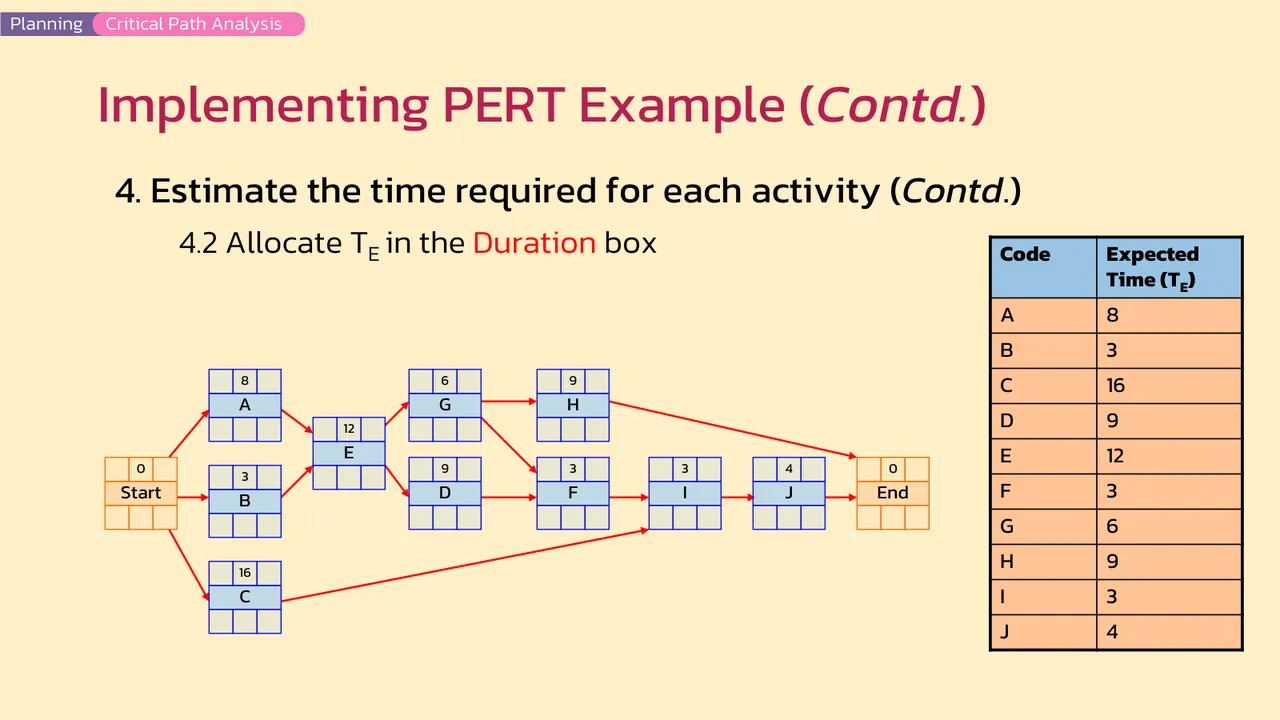 Planning Critical Path Analysis
Implementing PERT Example (Contd.)
4. Estimate the time required for each activity (Contd.)
4.2 Allocate TE in the Duration box
Code Expected Time (TE)
A 8
B 3
C 16
D 9
E 12
F 3
G 6
H 9
I 3
J 4
0
Start
8
A
3
B
16
C
12
E
6
G
9
D
9
H
3
F
3
I
4
J
0
End